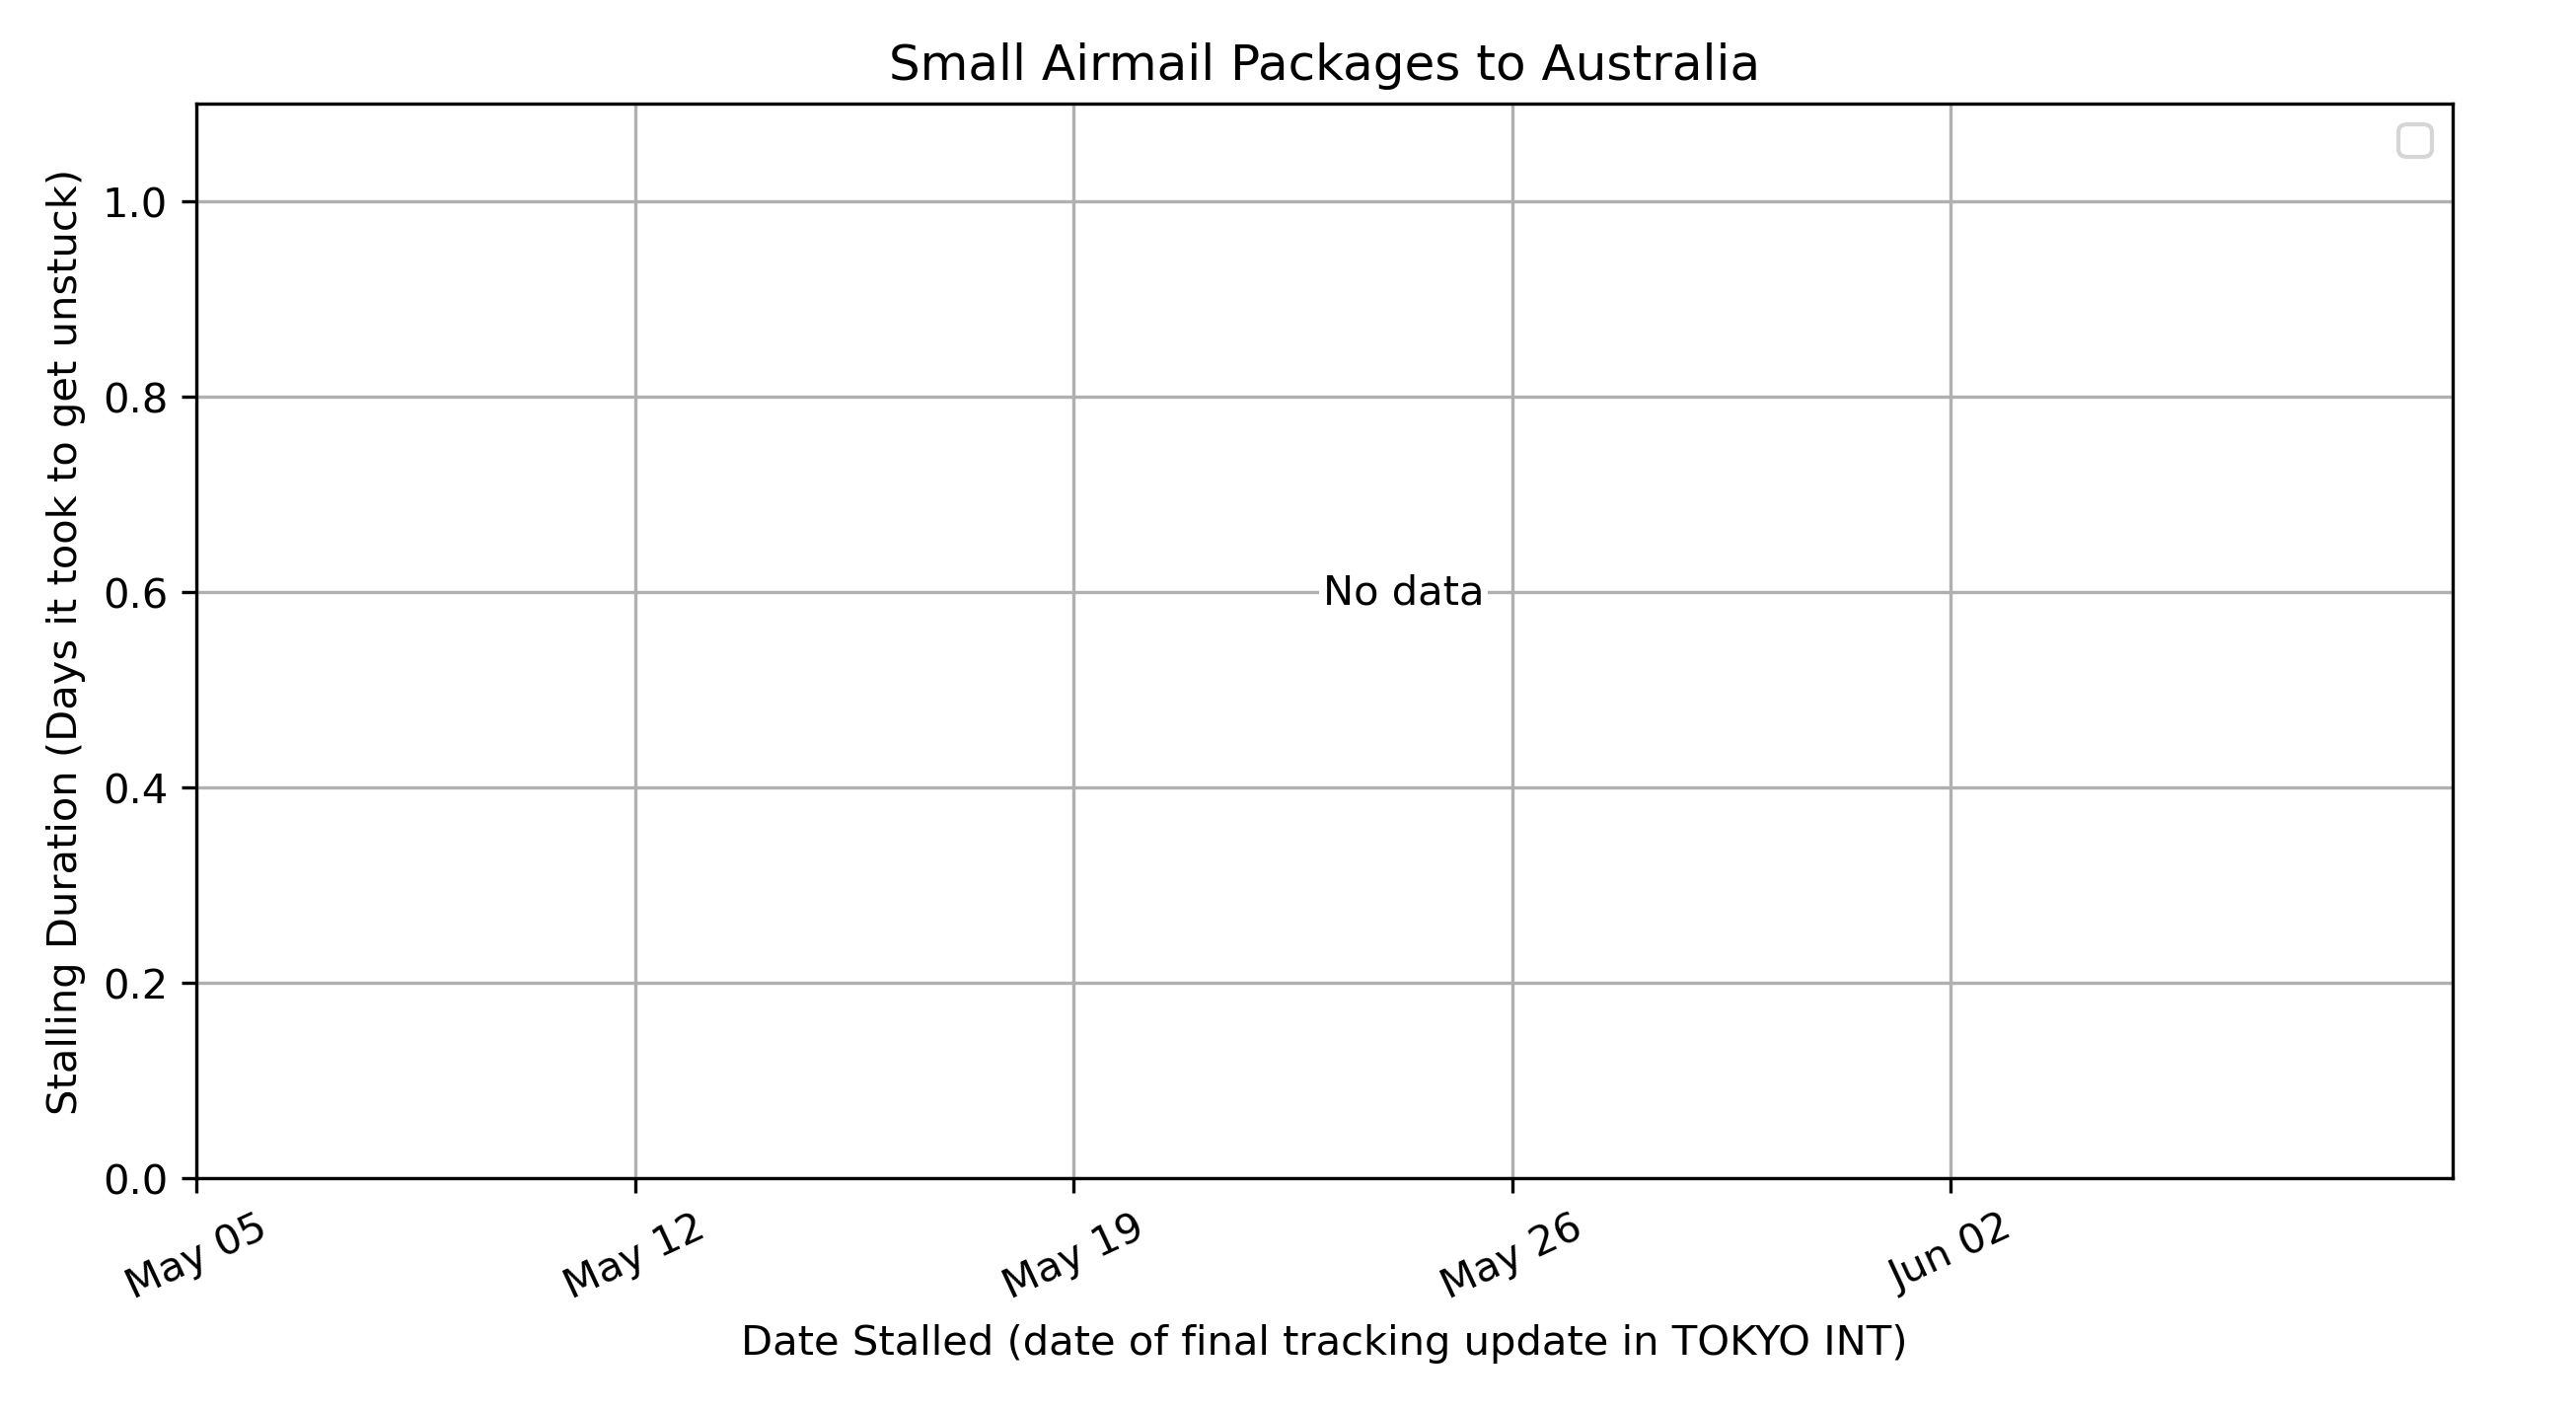 Small Airmail Packages to Australia
Stalling Duration (Days it took to get unstuck)
1.0
0.8
0.6
0.4
0.2
0.0
No data
May 05
May 12
May 19
May 26
Jun 02
Date Stalled (date of final tracking update in TOKYO INT)